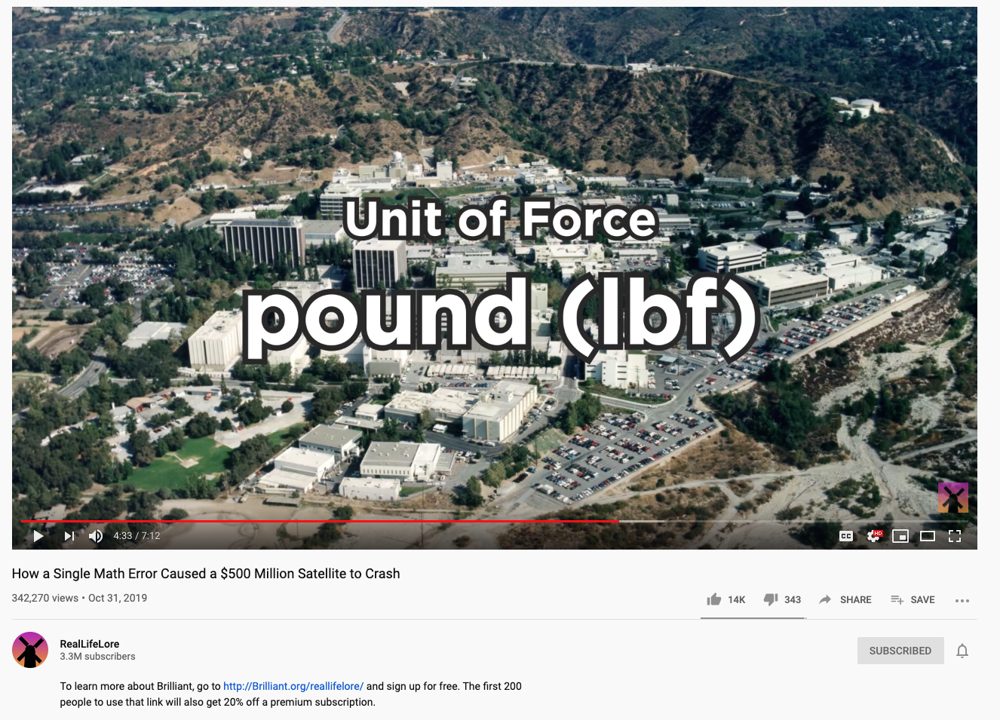 Unit of Force
pound (lbf)
4:33 / 7:12
CC
HD
How a Single Math Error Caused a $500 Million Satellite to Crash
342,270 views • Oct 31, 2019
14K
343
SHARE
SAVE
RealLifeLore
3.3M subscribers
SUBSCRIBED
To learn more about Brilliant, go to http://Brilliant.org/reallifelore/ and sign up for free. The first 200
people to use that link will also get 20% off a premium subscription.